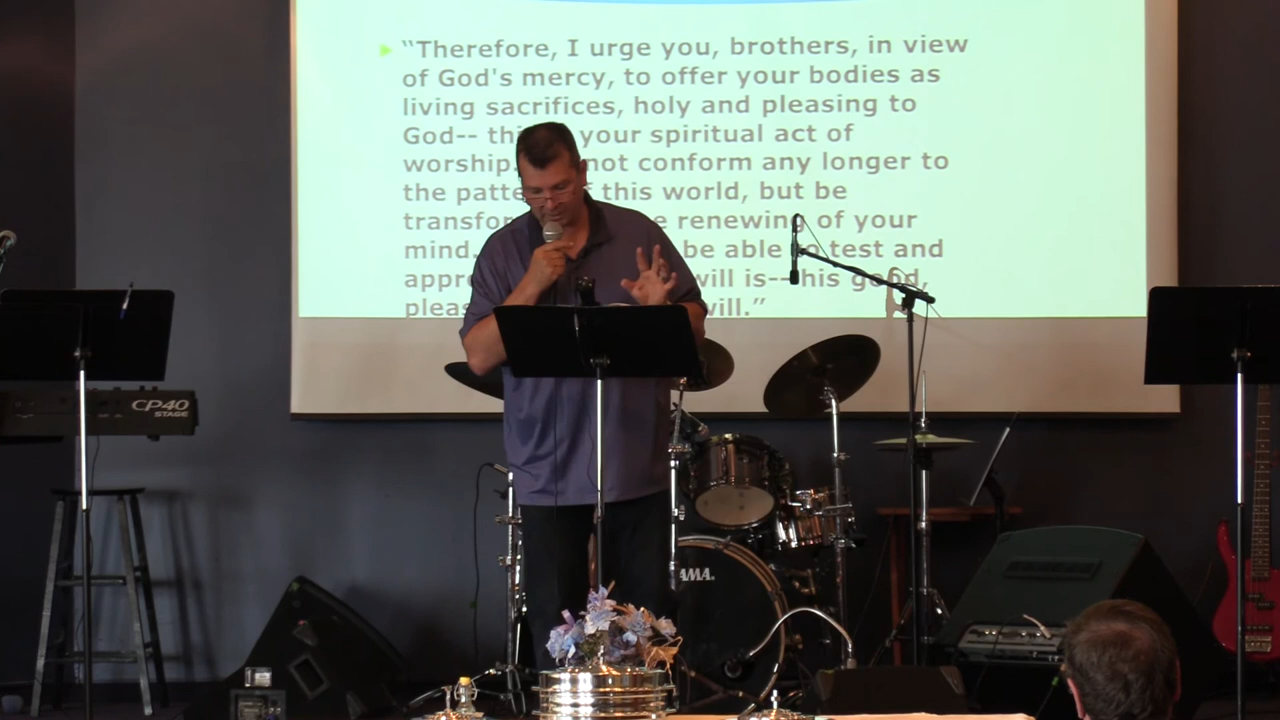 “Therefore, I urge you, brothers, in view
of God's mercy, to offer your bodies as
living sacrifices, holy and pleasing to
God-- your spiritual act of
worship not conform any longer to
the this world, but be
renewing of your
mind. be able to test and
will is--his good,
will.”
CP40
STAGE